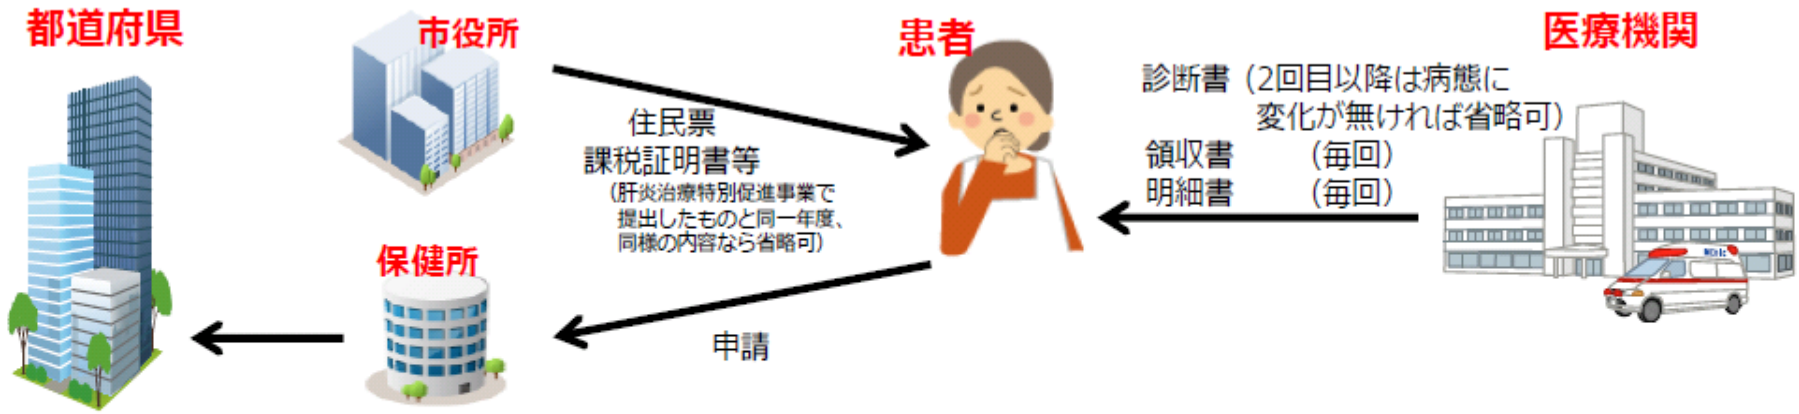 都道府県
市役所
患者
医療機関
住民票
課税証明書等
（肝炎治療特別促進事業で
提出したものと同一年度、
同様の内容なら省略可）
診断書（2回目以降は病態に
変化が無ければ省略可）
領収書　　（毎回）
明細書　　（毎回）
保健所
申請